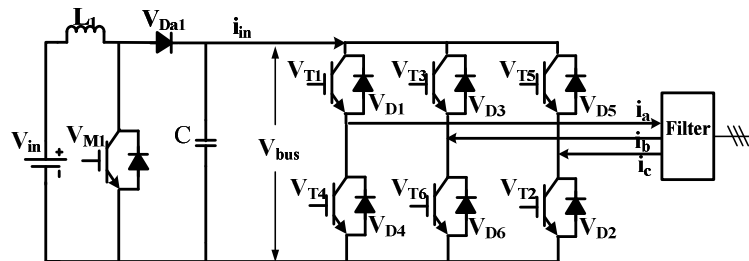 L1 VDa1 iin
VT1 VT3 VT5
VD1 VD3 VD5
ia
Vin + VM1 C Vbus ib Filter
-
ic
VT4 VT6 VT2
VD4 VD6 VD2